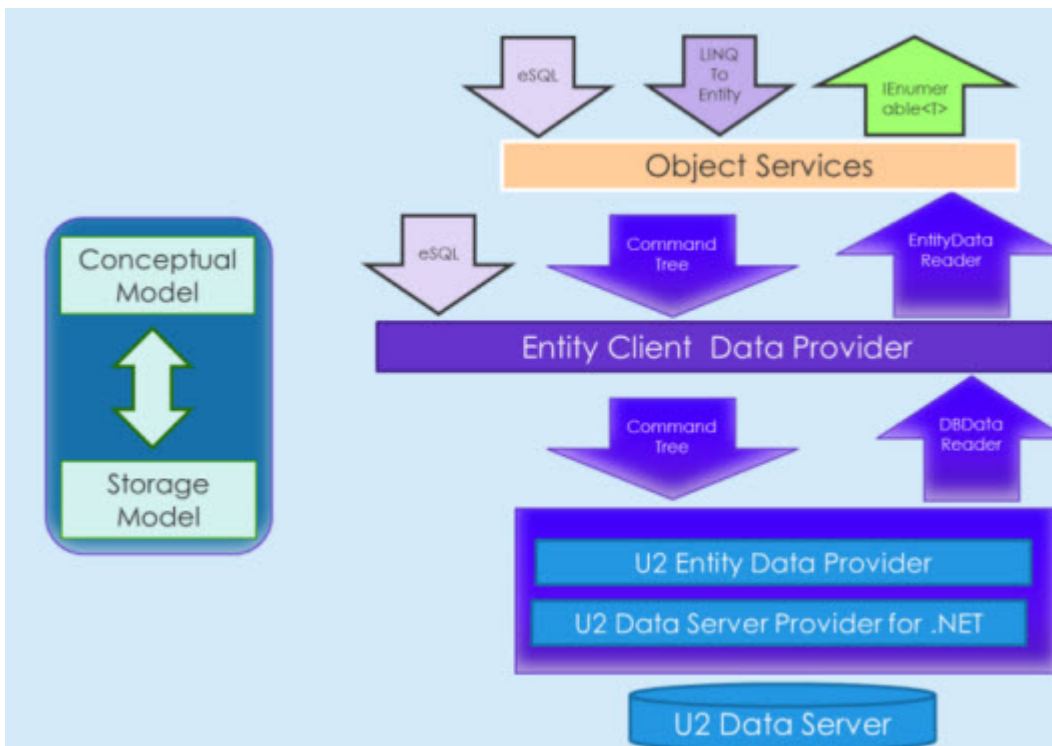 eSQL
LINQ
To
Entity
IEnumer
able<T>
Object Services
eSQL
Command
Tree
EntityData
Reader
Conceptual
Model
Entity Client Data Provider
Command
Tree
DBData
Reader
Storage
Model
U2 Entity Data Provider
U2 Data Server Provider for .NET
U2 Data Server